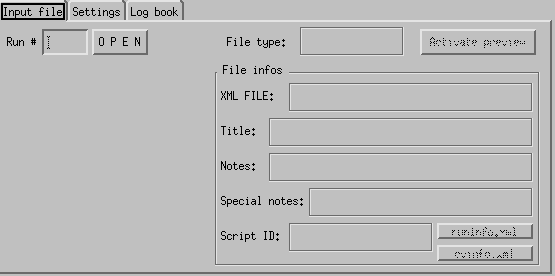 Input file Settings Log book
Run # OPEN File type: Activate preview
File infos
XML FILE:
Title:
Notes:
Special notes:
Script ID: runinfo.xml
cvinfo.xml